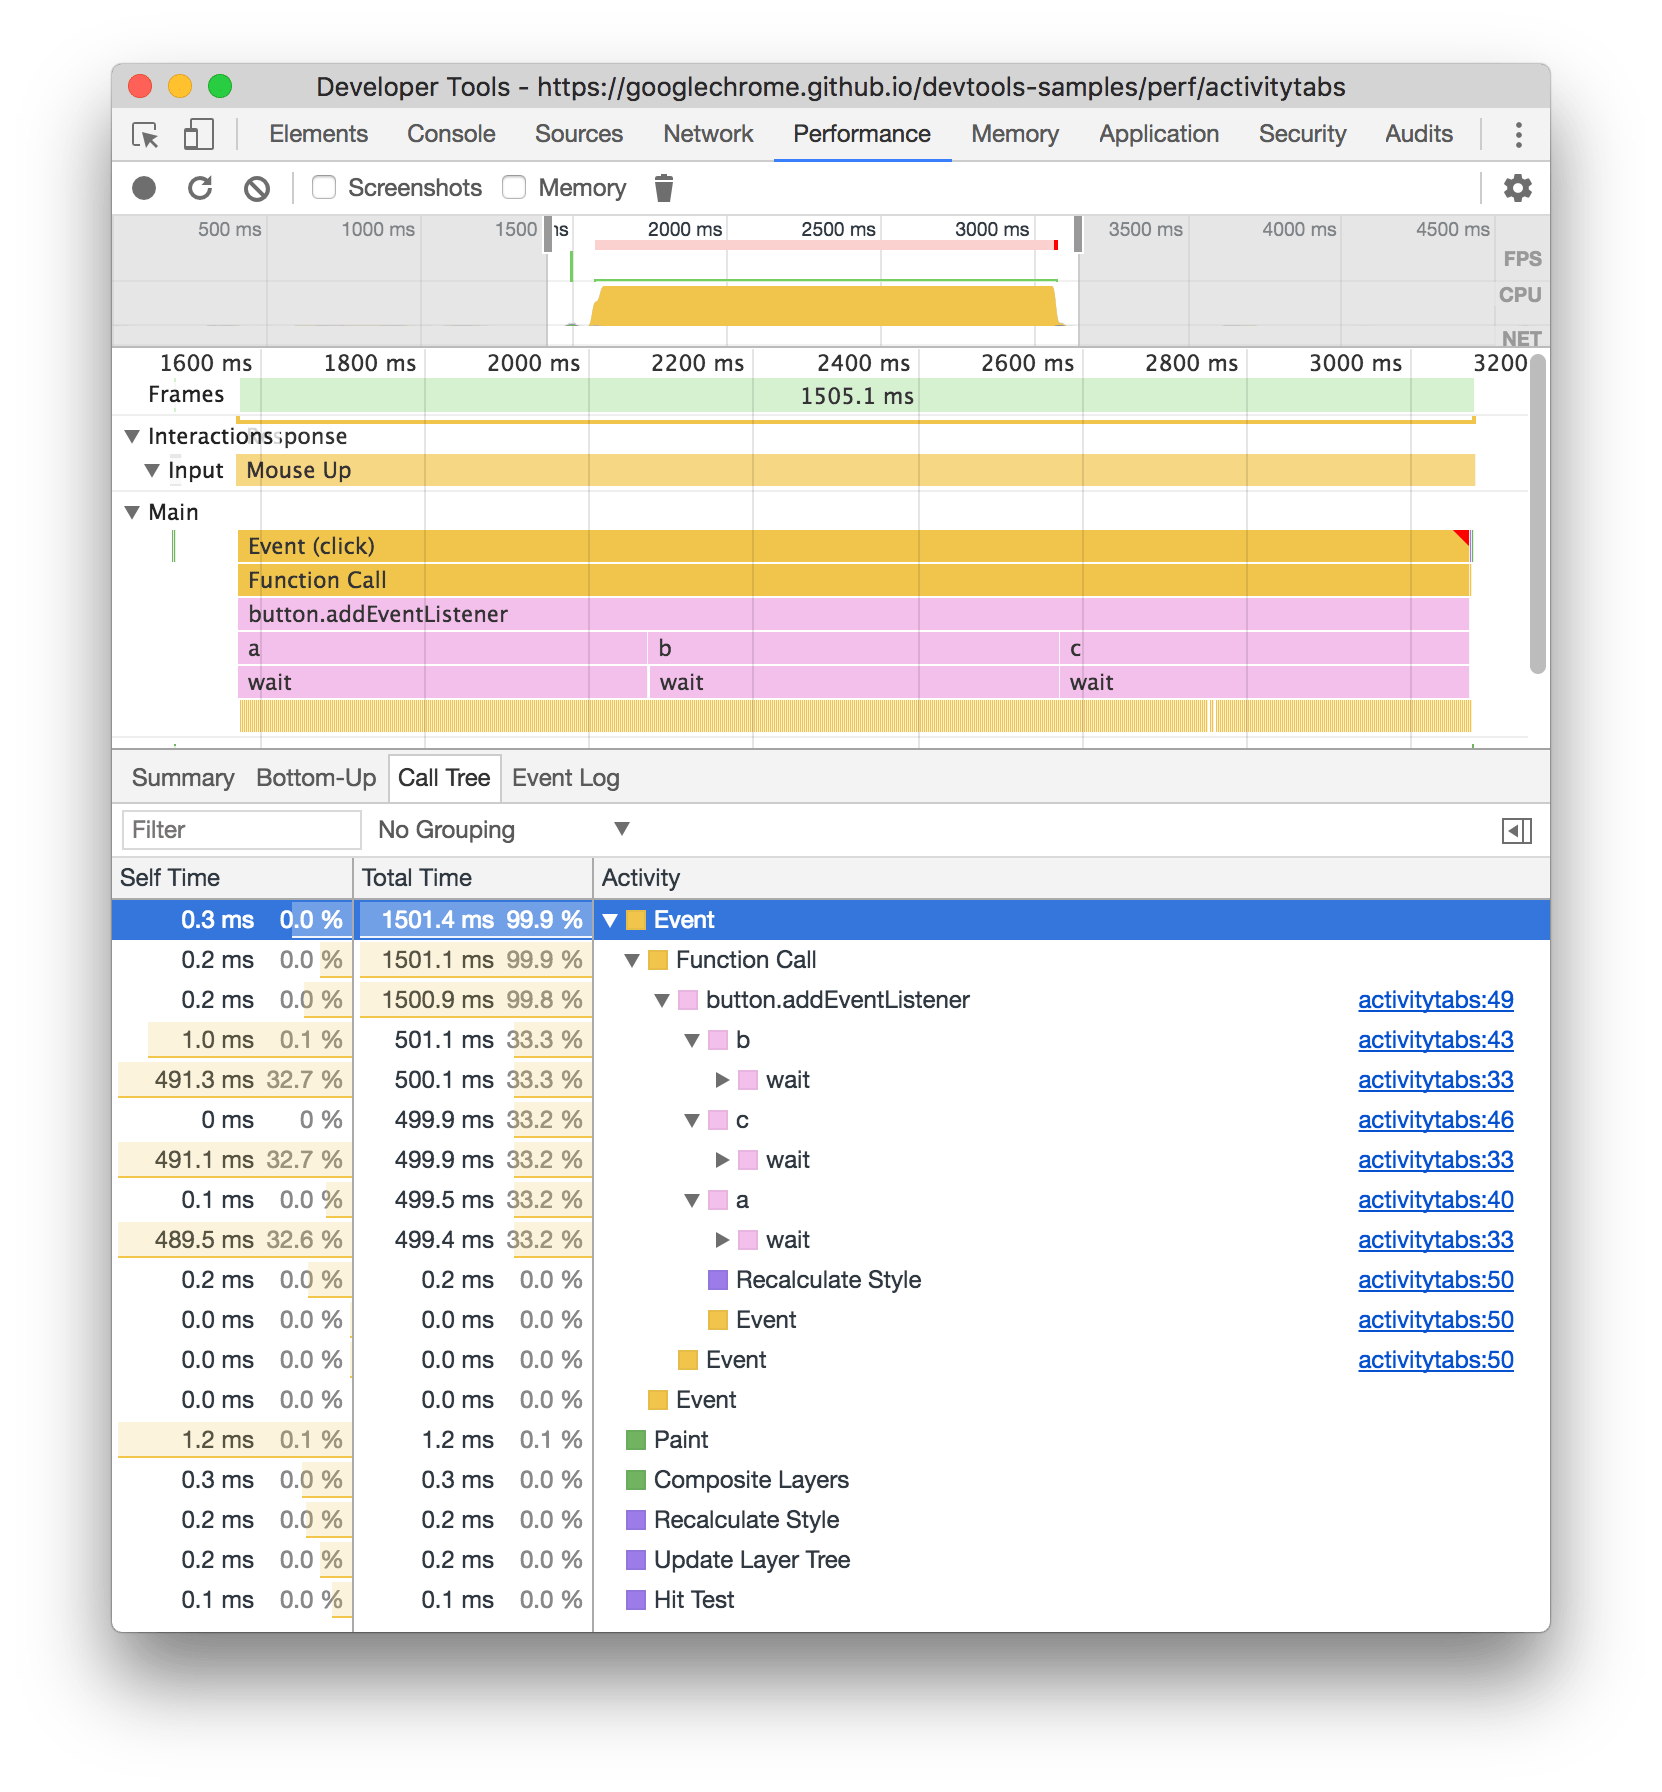 Developer Tools - https://googlechrome.github.io/devtools-samples/perf/activitytabs
Elements Console Sources Network Performance Memory Application Security Audits
Screenshots Memory
500 ms 1000 ms 1500 ms 2000 ms 2500 ms 3000 ms 3500 ms 4000 ms 4500 ms
FPS
CPU
NET
1600 ms 1800 ms 2000 ms 2200 ms 2400 ms 2600 ms 2800 ms 3000 ms 3200
Frames 1505.1 ms
Interactions sponse
Input Mouse Up
Main
Event (click)
Function Call
button.addEventListener
a b c
wait wait wait
Summary Bottom-Up Call Tree Event Log
Filter No Grouping
Self Time Total Time Activity
0.3 ms 0.0 % 1501.4 ms 99.9 % Event
0.2 ms 0.0 % 1501.1 ms 99.9 % Function Call
0.2 ms 0.0 % 1500.9 ms 99.8 % button.addEventListener activitytabs:49
1.0 ms 0.1 % 501.1 ms 33.3 % b activitytabs:43
491.3 ms 32.7 % 500.1 ms 33.3 % wait activitytabs:33
0 ms 0 % 499.9 ms 33.2 % c activitytabs:46
491.1 ms 32.7 % 499.9 ms 33.2 % wait activitytabs:33
0.1 ms 0.0 % 499.5 ms 33.2 % a activitytabs:40
489.5 ms 32.6 % 499.4 ms 33.2 % wait activitytabs:33
0.2 ms 0.0 % 0.2 ms 0.0 % Recalculate Style activitytabs:50
0.0 ms 0.0 % 0.0 ms 0.0 % Event activitytabs:50
0.0 ms 0.0 % 0.0 ms 0.0 % Event activitytabs:50
0.0 ms 0.0 % 0.0 ms 0.0 % Event
1.2 ms 0.1 % 1.2 ms 0.1 % Paint
0.3 ms 0.0 % 0.3 ms 0.0 % Composite Layers
0.2 ms 0.0 % 0.2 ms 0.0 % Recalculate Style
0.2 ms 0.0 % 0.2 ms 0.0 % Update Layer Tree
0.1 ms 0.0 % 0.1 ms 0.0 % Hit Test